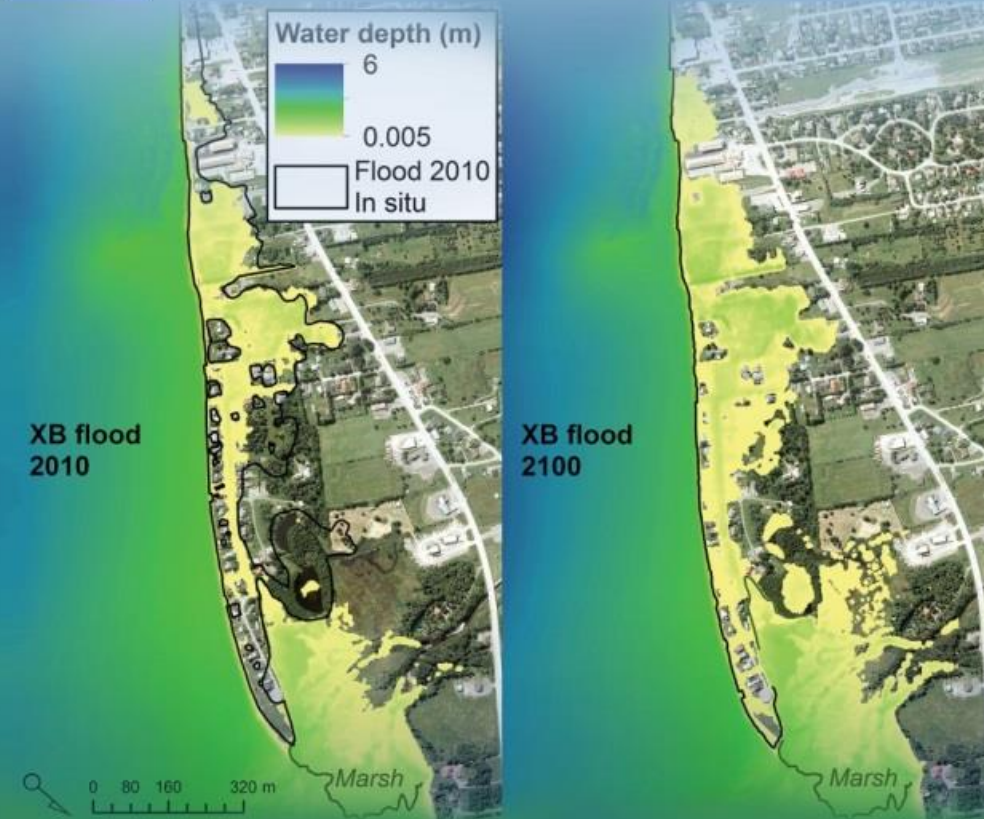 Water depth (m)
6
0.005
Flood 2010
In situ
XB flood
2010
XB flood
2100
0 80 160 320 m
Marsh
Marsh